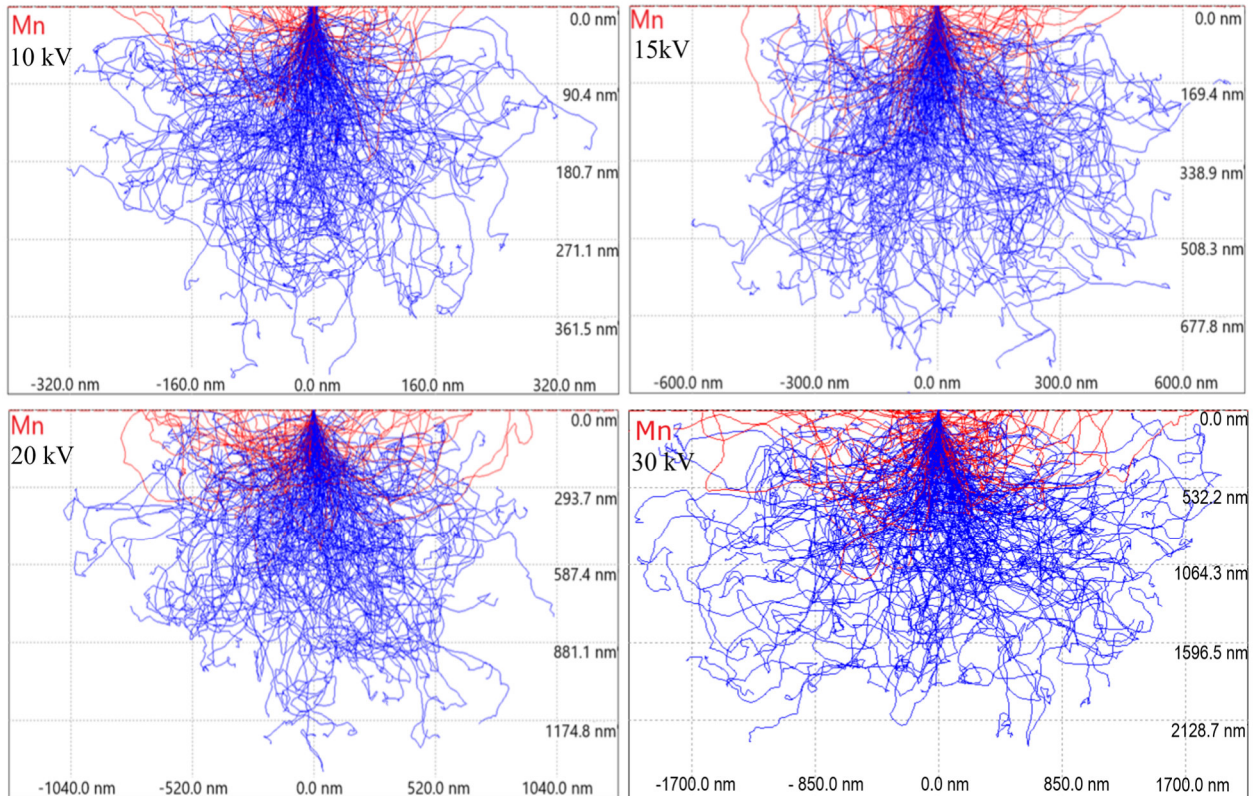 Mn
10 kV
0.0 nm
90.4 nm
180.7 nm
271.1 nm
361.5 nm
-320.0 nm -160.0 nm 0.0 nm 160.0 nm 320.0 nm
Mn
15kV
0.0 nm
169.4 nm
338.9 nm
508.3 nm
677.8 nm
-600.0 nm -300.0 nm 0.0 nm 300.0 nm 600.0 nm
Mn
20 kV
0.0 nm
293.7 nm
587.4 nm
881.1 nm
1174.8 nm
-1040.0 nm -520.0 nm 0.0 nm 520.0 nm 1040.0 nm
Mn
30 kV
0.0 nm
532.2 nm
1064.3 nm
1596.5 nm
2128.7 nm
-1700.0 nm - 850.0 nm 0.0 nm 850.0 nm 1700.0 nm